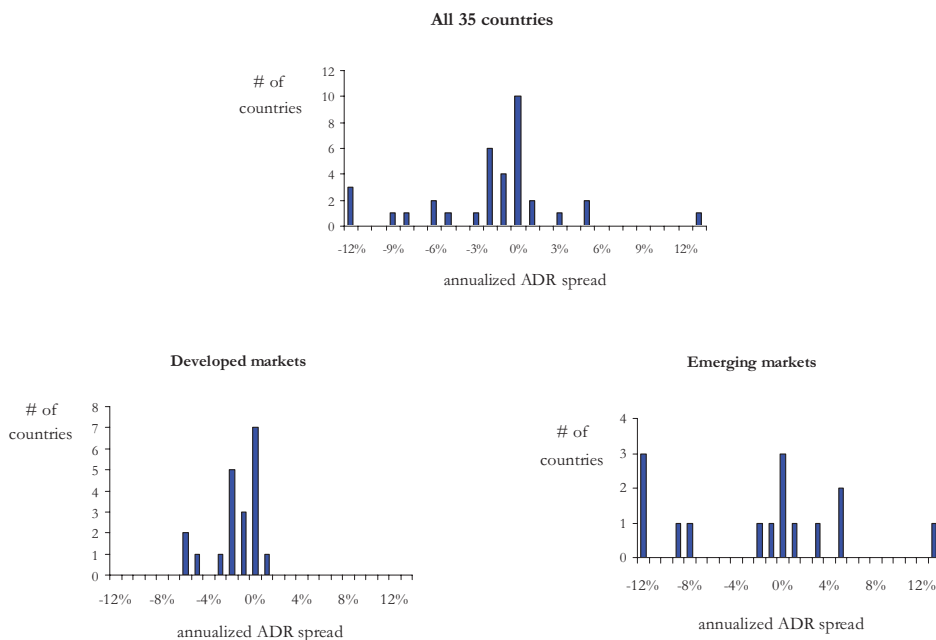 All 35 countries
# of
countries
12
10
8
6
4
2
0
-12% -9% -6% -3% 0% 3% 6% 9% 12%
annualized ADR spread
Developed markets
# of
countries
8
7
6
5
4
3
2
1
0
-12% -8% -4% 0% 4% 8% 12%
annualized ADR spread
Emerging markets
# of
countries
4
3
2
1
0
-12% -8% -4% 0% 4% 8% 12%
annualized ADR spread